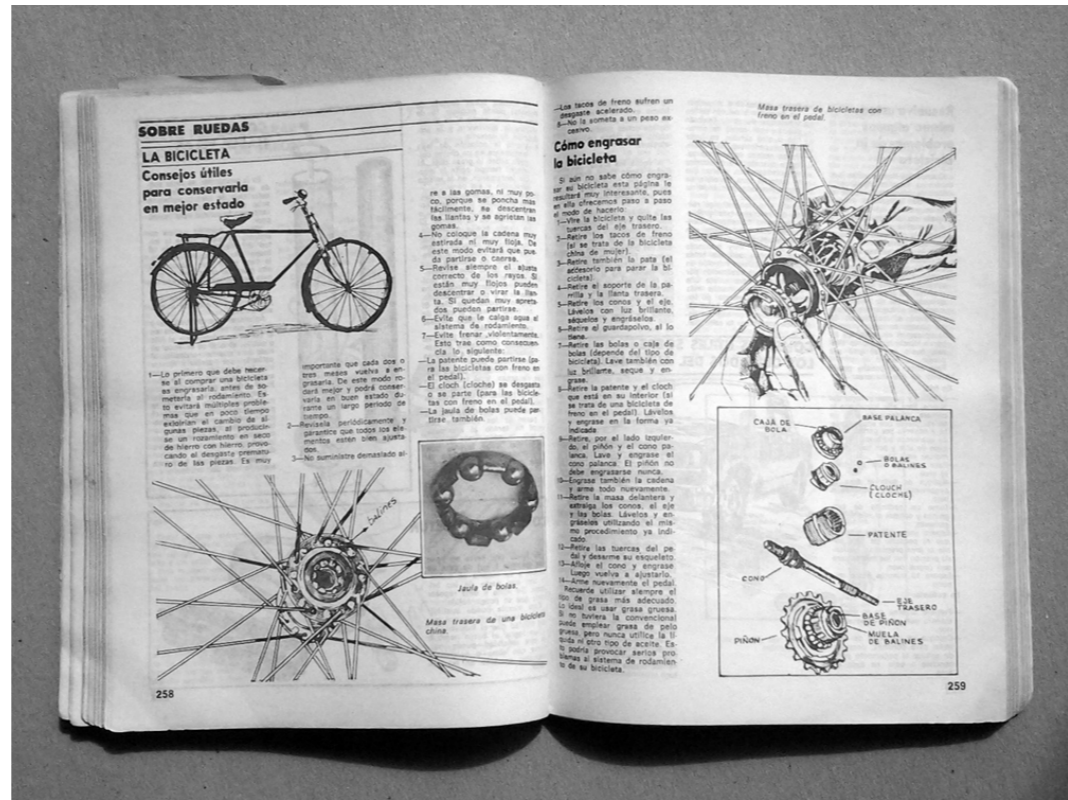 SOBRE RUEDAS
LA BICICLETA
Consejos útiles
para conservarla
en mejor estado
1—Lo primero que debe hacer-
se al comprar una bicicleta
es engrasarla, antes de so-
meterla al rodamiento. Es-
to evitará múltiples proble-
mas que en poco tiempo
exigirían el cambio de al-
gunas piezas, al producir-
se un rozamiento en seco
de hierro con hierro, provo-
cando el desgaste prematu-
ro de las piezas. Es muy
importante que cada dos o
tres meses vuelva a en-
grasarla. De este modo ro-
dará mejor y podrá conser-
varla en buen estado du-
rante un largo período de
tiempo.
2—Revísela periódicamente y
garantice que todos los ele-
mentos estén bien ajusta-
dos.
3—No suministre demasiado ai-
re a las gomas, ni muy po-
co, porque se poncha más
fácilmente, se descentran
las llantas y se agrietan las
gomas.
4—No coloque la cadena muy
estirada ni muy floja. De
este modo evitará que pue-
da partirse o caerse.
5—Revise siempre el ajuste
correcto de los rayos. Si
están muy flojos pueden
descentrar o virar la llan-
ta. Si quedan muy apreta-
dos pueden partirse.
6—Evite que le caiga agua al
sistema de rodamiento.
7—Evite frenar violentamente.
Esto trae como consecuen-
cia lo siguiente:
—La patente puede partirse (pa-
ra las bicicletas con freno en
el pedal).
—El cloch (cloche) se desgasta
o se parte (para las bicicle-
tas con freno en el pedal).
—La jaula de bolas puede par-
tirse también.
balines
Jaula de bolas.
Masa trasera de una bicicleta
china.
258
—Los tacos de freno sufren un
desgaste acelerado.
8—No la someta a un peso ex-
cesivo.
Cómo engrasar
la bicicleta
Si aún no sabe cómo engra-
sar su bicicleta esta página le
resultará muy interesante, pues
en ella ofrecemos paso a paso
el modo de hacerlo:
1—Vire la bicicleta y quite las
tuercas del eje trasero.
2—Retire los tacos de freno
(si se trata de la bicicleta
china de mujer).
3—Retire también la pata (el
accesorio para parar la bi-
cicleta).
4—Retire el soporte de la pa-
rrilla y la llanta trasera.
5—Retire los conos y el eje.
Lávelos con luz brillante,
séquelos y engráselos.
6—Retire el guardapolvo, si lo
tiene.
7—Retire las bolas o caja de
bolas (depende del tipo de
bicicleta). Lave también con
luz brillante, seque y en-
grase.
8—Retire la patente y el cloch
que está en su interior (si
se trata de una bicicleta de
freno en el pedal). Lávelos
y engrase en la forma ya
indicada.
9—Retire, por el lado izquier-
do, el piñón y el cono pa-
lanca. Lave y engrase el
cono palanca. El piñón no
debe engrasarse nunca.
10—Engrase también la cadena
y arme todo nuevamente.
11—Retire la masa delantera y
extraiga los conos, el eje
y las bolas. Lávelos y en-
gráselos utilizando el mis-
mo procedimiento ya indi-
cado.
12—Retire las tuercas del pe-
dal y desarme su esqueleto.
13—Afloje el cono y engrase.
Luego vuelva a ajustarlo.
14—Arme nuevamente el pedal.
Recuerde utilizar siempre el
tipo de grasa más adecuado.
Lo ideal es usar grasa gruesa.
Si no tuviera la convencional
puede emplear grasa de pelo
gruesa, pero nunca utilice la lí-
quida ni otro tipo de aceite. Es-
to podría provocar serios pro-
blemas al sistema de rodamien-
to de su bicicleta.
Masa trasera de bicicletas con
freno en el pedal.
CAJA DE
BOLA
BASE PALANCA
BOLAS
O BALINES
CLOUCH
(CLOCHE)
PATENTE
CONO
EJE
TRASERO
BASE
DE PIÑON
MUELA
DE BALINES
PIÑON
259